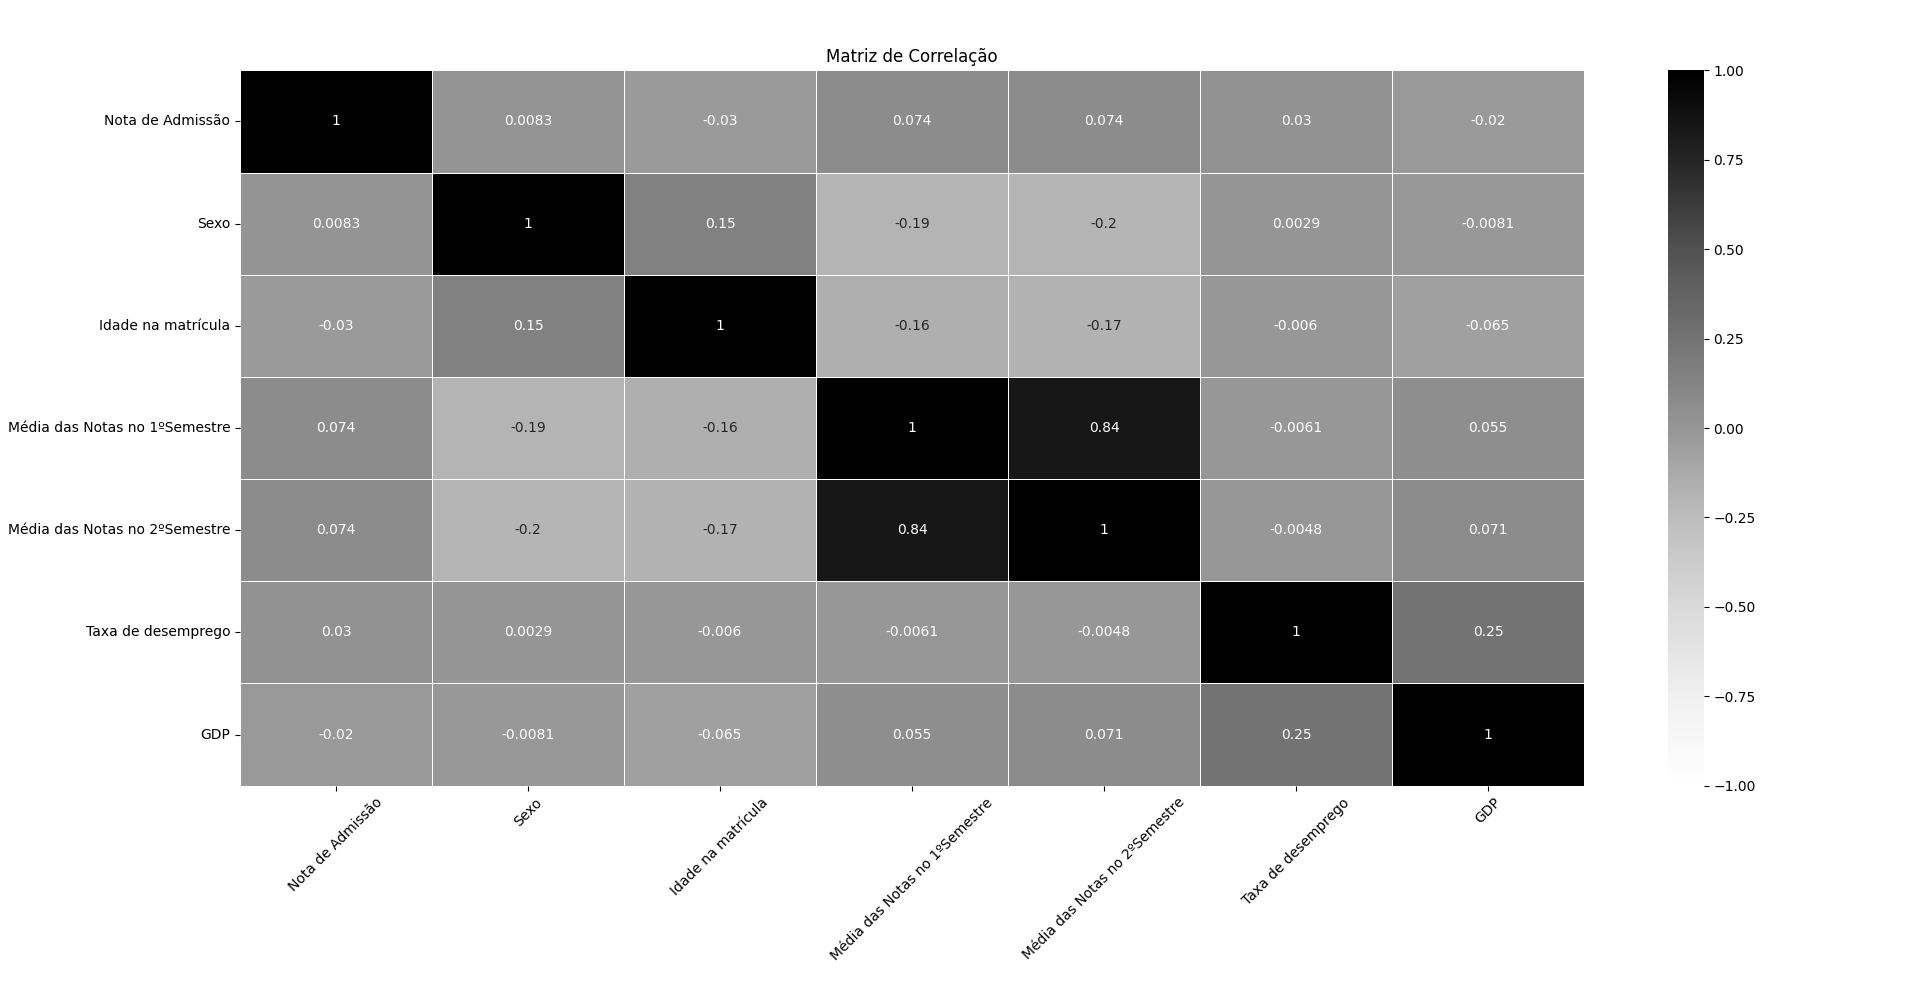 Matriz de Correlação
Nota de Admissão 1 0.0083 -0.03 0.074 0.074 0.03 -0.02
Sexo 0.0083 1 0.15 -0.19 -0.2 0.0029 -0.0081
Idade na matrícula -0.03 0.15 1 -0.16 -0.17 -0.006 -0.065
Média das Notas no 1ºSemestre 0.074 -0.19 -0.16 1 0.84 -0.0061 0.055
Média das Notas no 2ºSemestre 0.074 -0.2 -0.17 0.84 1 -0.0048 0.071
Taxa de desemprego 0.03 0.0029 -0.006 -0.0061 -0.0048 1 0.25
GDP -0.02 -0.0081 -0.065 0.055 0.071 0.25 1
Nota de Admissão
Sexo
Idade na matrícula
Média das Notas no 1ºSemestre
Média das Notas no 2ºSemestre
Taxa de desemprego
GDP
1.00
0.75
0.50
0.25
0.00
−0.25
−0.50
−0.75
−1.00